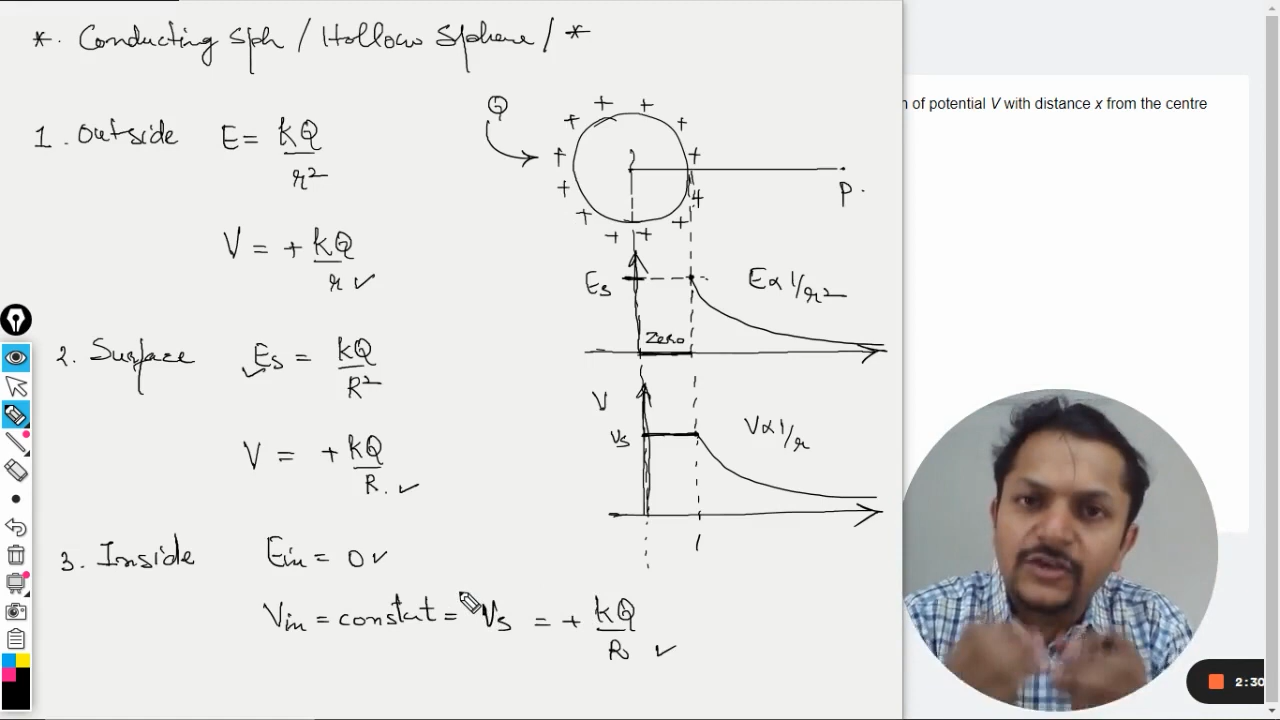 *. Conducting Sph / Hollow Sphere / *
n of potential V with distance x from the centre
Q
1. Outside E = kQ/r²
P.
V = + kQ/r ✓
Es
E∝1/r²
Zero
2. Surface ✓Es = kQ/R²
V
Vs
V∝1/r
V = + kQ/R. ✓
3. Inside Ein = 0 ✓
Vin = constat = Vs = + kQ/R ✓
2:30